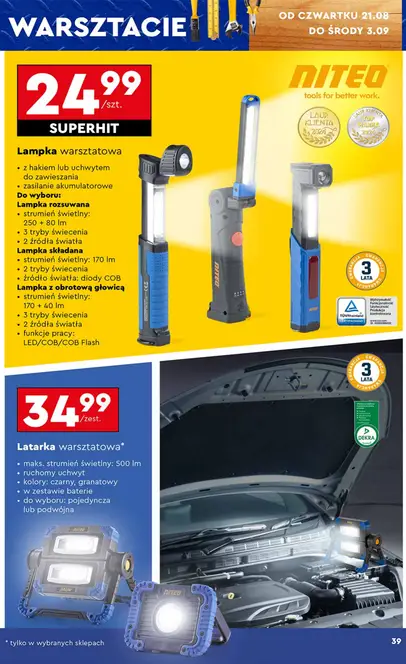 WARSZTACIE
OD CZWARTKU 21.08
DO ŚRODY 3.09
24.99
/szt.
SUPERHIT
NITEO
tools for better work.
LAUR
KLIENTA
Lampka warsztatowa
• z hakiem lub uchwytem
do zawieszania
• zasilanie akumulatorowe
Do wyboru:
Lampka rozsuwana
• strumień świetlny:
250 + 80 lm
• 3 tryby świecenia
• 2 źródła światła
Lampka składana
• strumień świetlny: 170 lm
• 2 tryby świecenia
• źródło światła: diody COB
Lampka z obrotową głowicą
• strumień świetlny:
170 + 40 lm
• 3 tryby świecenia
• 2 źródła światła
• funkcje pracy:
LED/COB/COB Flash
NITEO
GWARANCJA
3
LATA
34.99
/zest.
GWARANCJA
3
LATA
DEKRA
Latarka warsztatowa*
• maks. strumień świetlny: 500 lm
• ruchomy uchwyt
• kolory: czarny, granatowy
• w zestawie baterie
• do wyboru: pojedyncza
lub podwójna
* tylko w wybranych sklepach
39